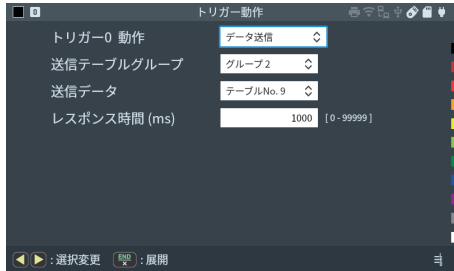 0 トリガー動作
トリガー0 動作 データ送信
送信テーブルグループ グループ 2
送信データ テーブルNo. 9
レスポンス時間 (ms) 1000 [ 0 - 99999 ]
: 選択変更 END : 展開